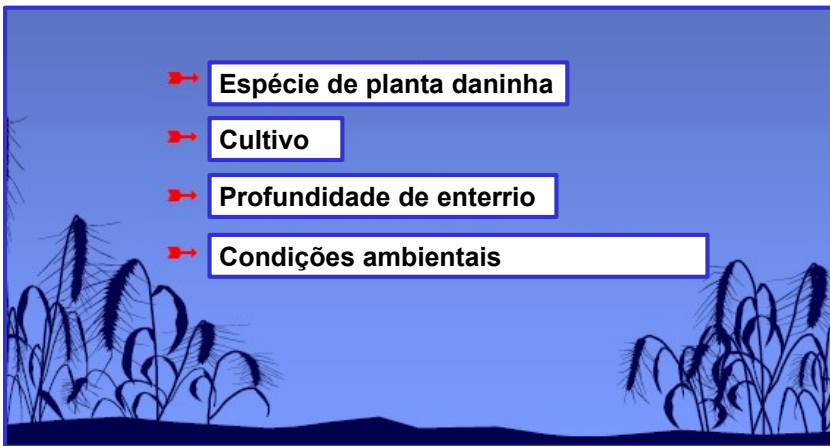 Espécie de planta daninha
Cultivo
Profundidade de enterrio
Condições ambientais